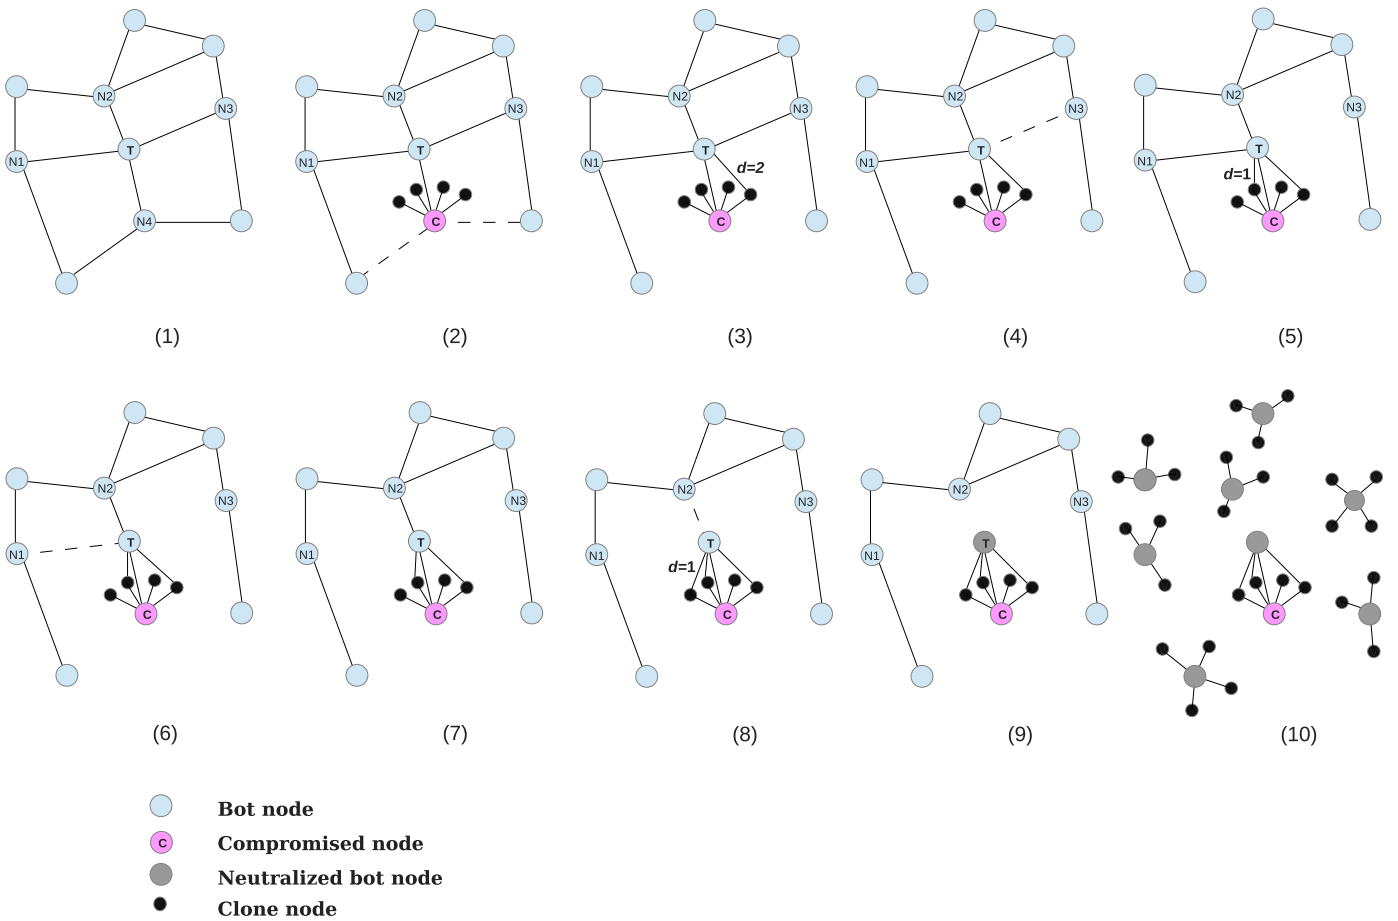 N2
N3
T
N1
N4
(1)
N2
N3
T
N1
C
(2)
N2
N3
T
d=2
N1
C
(3)
N2
N3
T
N1
C
(4)
N2
N3
T
N1
d=1
C
(5)
N2
N3
T
N1
C
(6)
N2
N3
T
N1
C
(7)
N2
N3
T
N1
d=1
C
(8)
N2
N3
T
N1
C
(9)
C
(10)
Bot node
C Compromised node
Neutralized bot node
Clone node